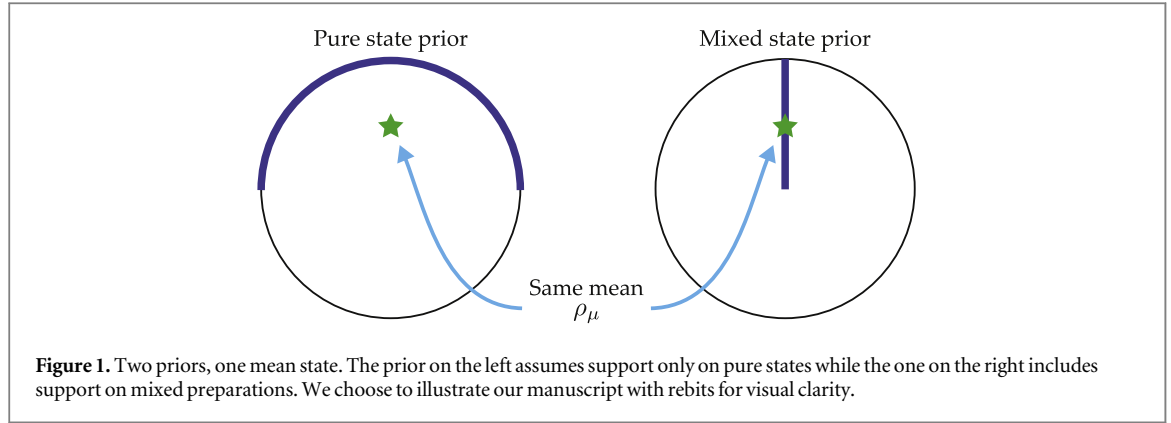 Pure state prior
Mixed state prior
Same mean
ρμ
Figure 1. Two priors, one mean state. The prior on the left assumes support only on pure states while the one on the right includes
support on mixed preparations. We choose to illustrate our manuscript with rebits for visual clarity.